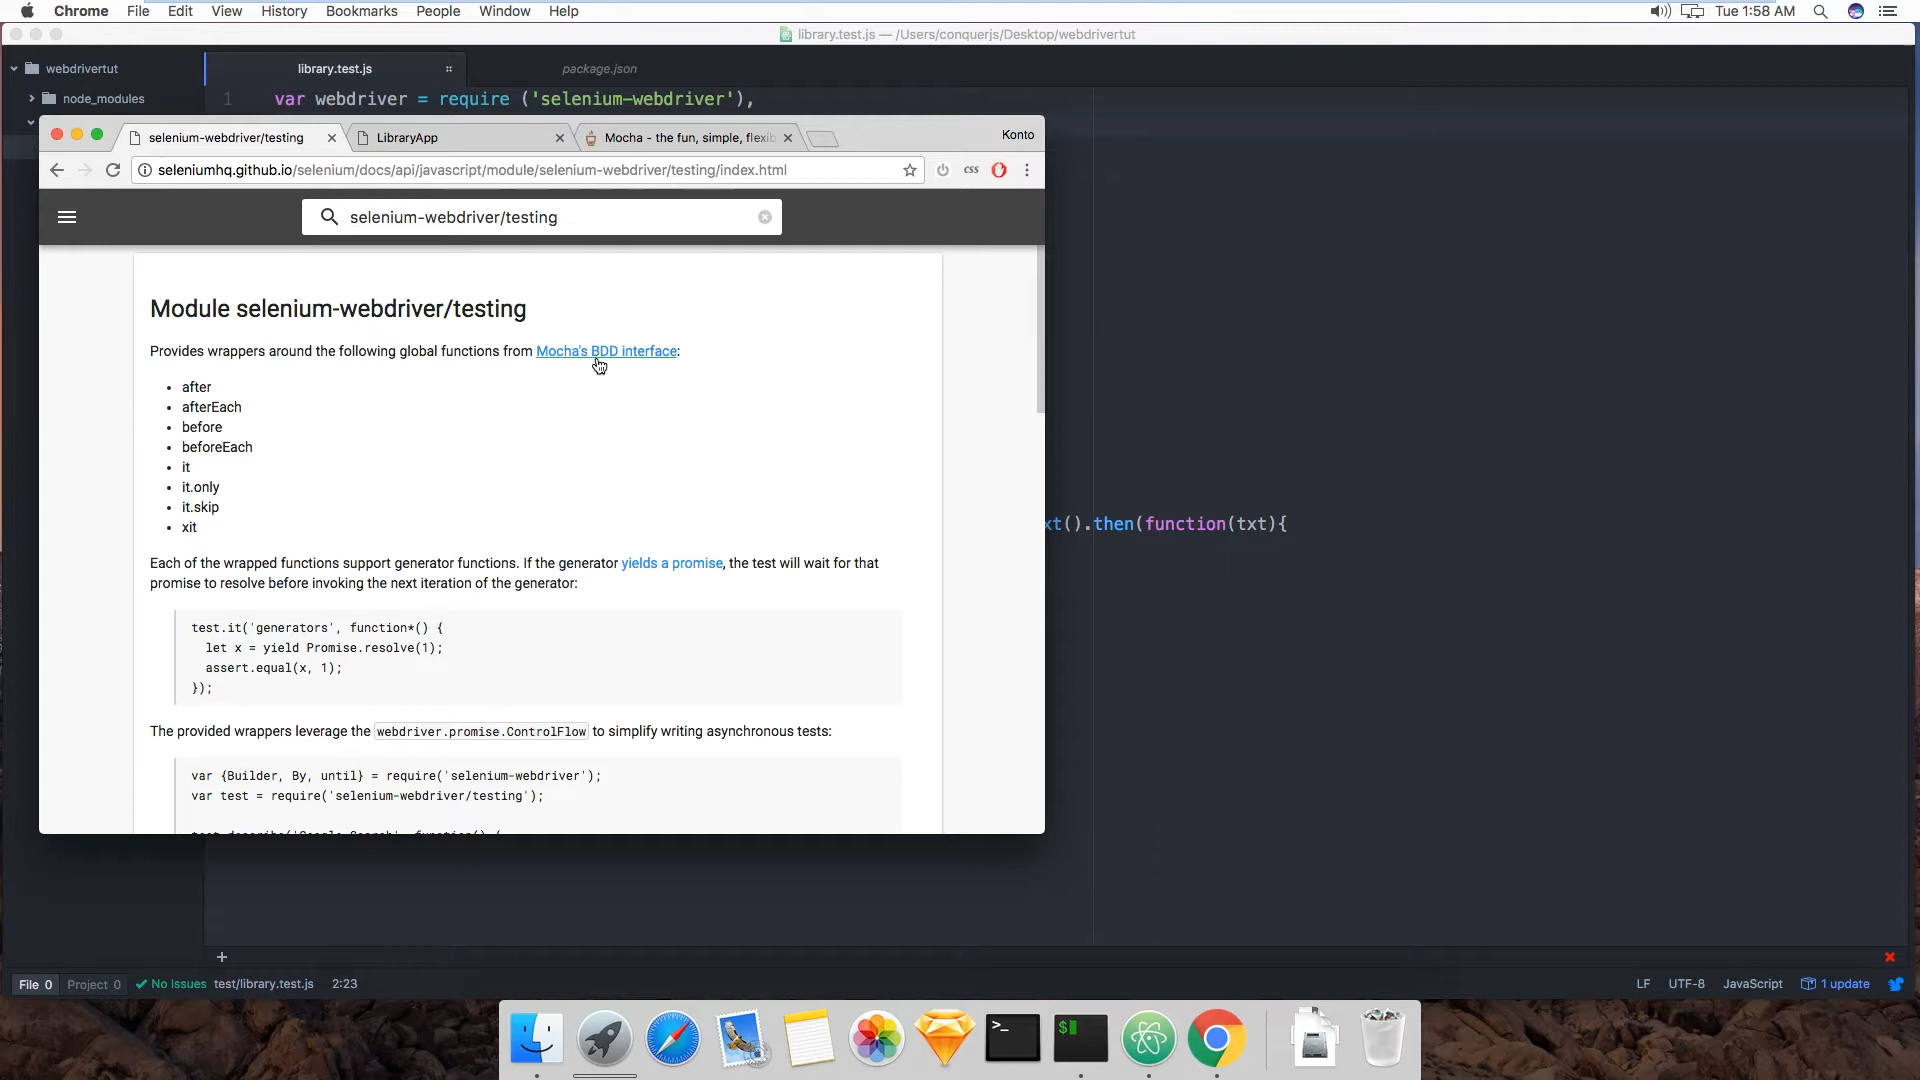 Chrome File Edit View History Bookmarks People Window Help Tue 1:58 AM
library.test.js — /Users/conquerjs/Desktop/webdrivertut
webdrivertut library.test.js package.json
node_modules 1 var webdriver = require ('selenium-webdriver'),
selenium-webdriver/testing LibraryApp Mocha - the fun, simple, flexib Konto
seleniumhq.github.io/selenium/docs/api/javascript/module/selenium-webdriver/testing/index.html css
selenium-webdriver/testing
Module selenium-webdriver/testing
Provides wrappers around the following global functions from Mocha's BDD interface:
after
afterEach
before
beforeEach
it
it.only
it.skip
xit
xt().then(function(txt){
Each of the wrapped functions support generator functions. If the generator yields a promise, the test will wait for that
promise to resolve before invoking the next iteration of the generator:
test.it('generators', function*() {
let x = yield Promise.resolve(1);
assert.equal(x, 1);
});
The provided wrappers leverage the webdriver.promise.ControlFlow to simplify writing asynchronous tests:
var {Builder, By, until} = require('selenium-webdriver');
var test = require('selenium-webdriver/testing');
File 0 Project 0 No Issues test/library.test.js 2:23 LF UTF-8 JavaScript 1 update